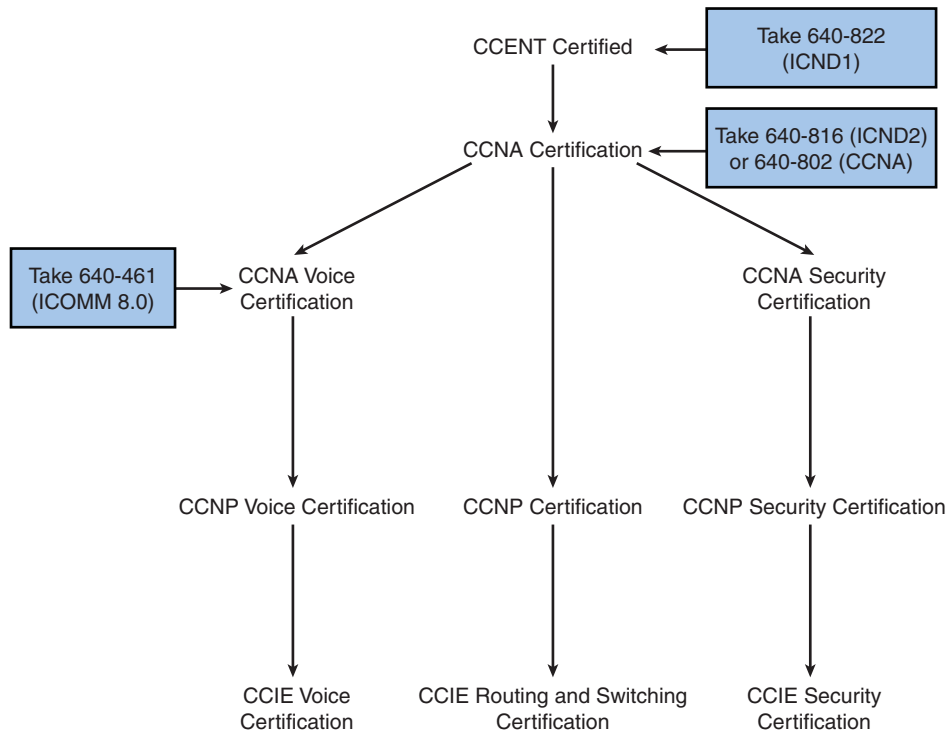 CCENT Certified
Take 640-822
(ICND1)
CCNA Certification
Take 640-816 (ICND2)
or 640-802 (CCNA)
Take 640-461
(ICOMM 8.0)
CCNA Voice
Certification
CCNA Security
Certification
CCNP Voice Certification
CCNP Certification
CCNP Security Certification
CCIE Voice
Certification
CCIE Routing and Switching
Certification
CCIE Security
Certification